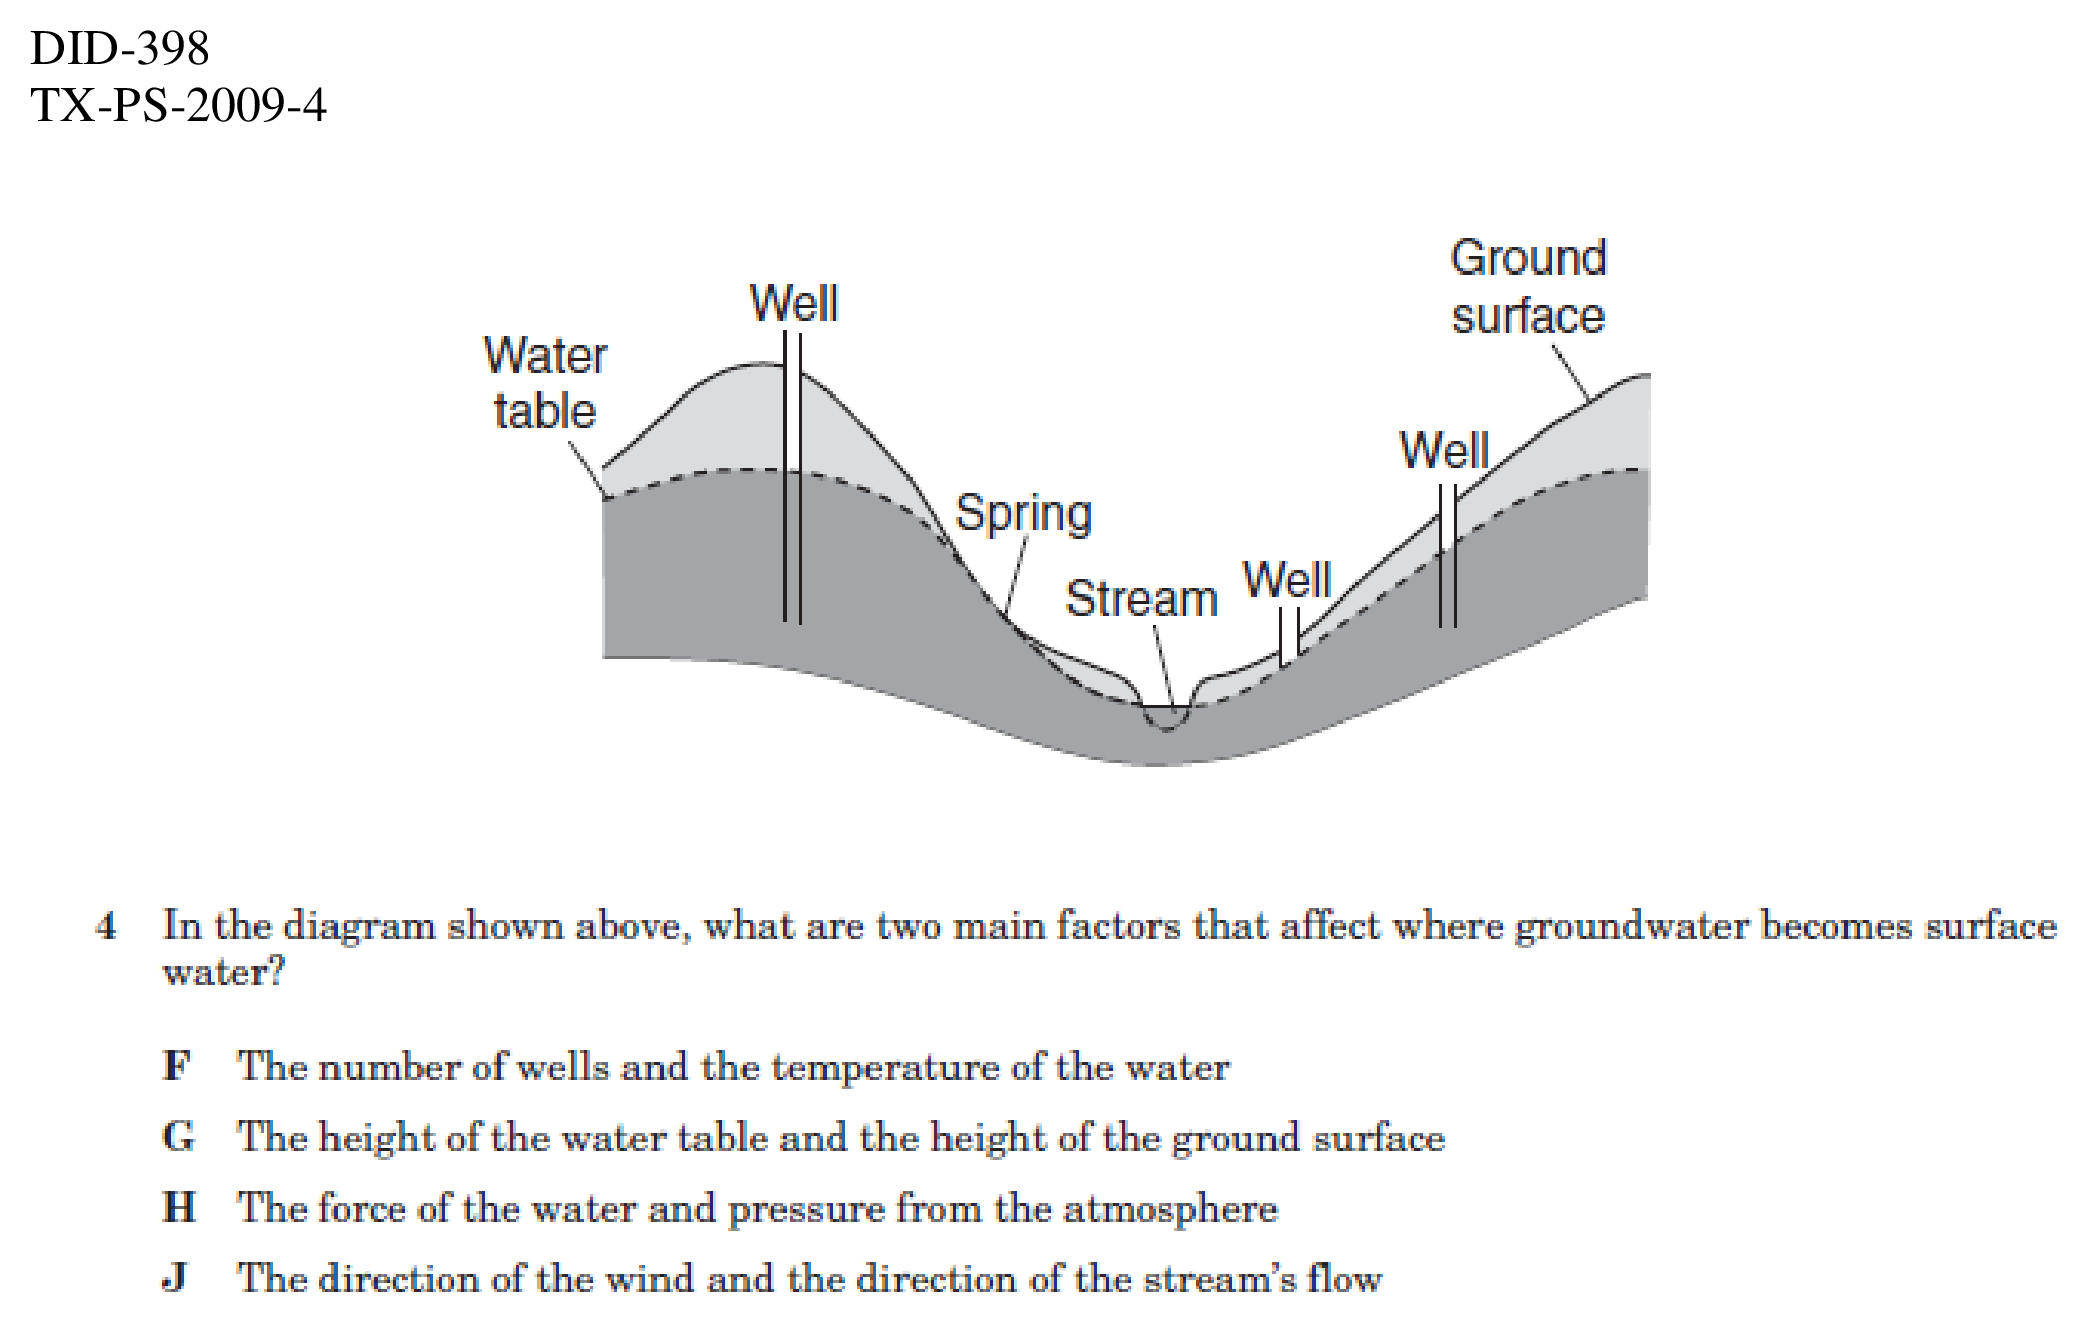 DID-398
TX-PS-2009-4
Ground
surface
Well
Water
table
Well
Spring
Stream
Well
4 In the diagram shown above, what are two main factors that affect where groundwater becomes surface
water?
F The number of wells and the temperature of the water
G The height of the water table and the height of the ground surface
H The force of the water and pressure from the atmosphere
J The direction of the wind and the direction of the stream's flow